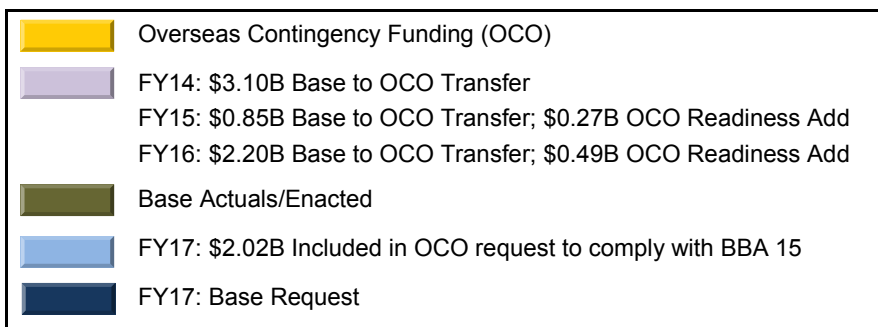 Overseas Contingency Funding (OCO)
FY14: $3.10B Base to OCO Transfer
FY15: $0.85B Base to OCO Transfer; $0.27B OCO Readiness Add
FY16: $2.20B Base to OCO Transfer; $0.49B OCO Readiness Add
Base Actuals/Enacted
FY17: $2.02B Included in OCO request to comply with BBA 15
FY17: Base Request